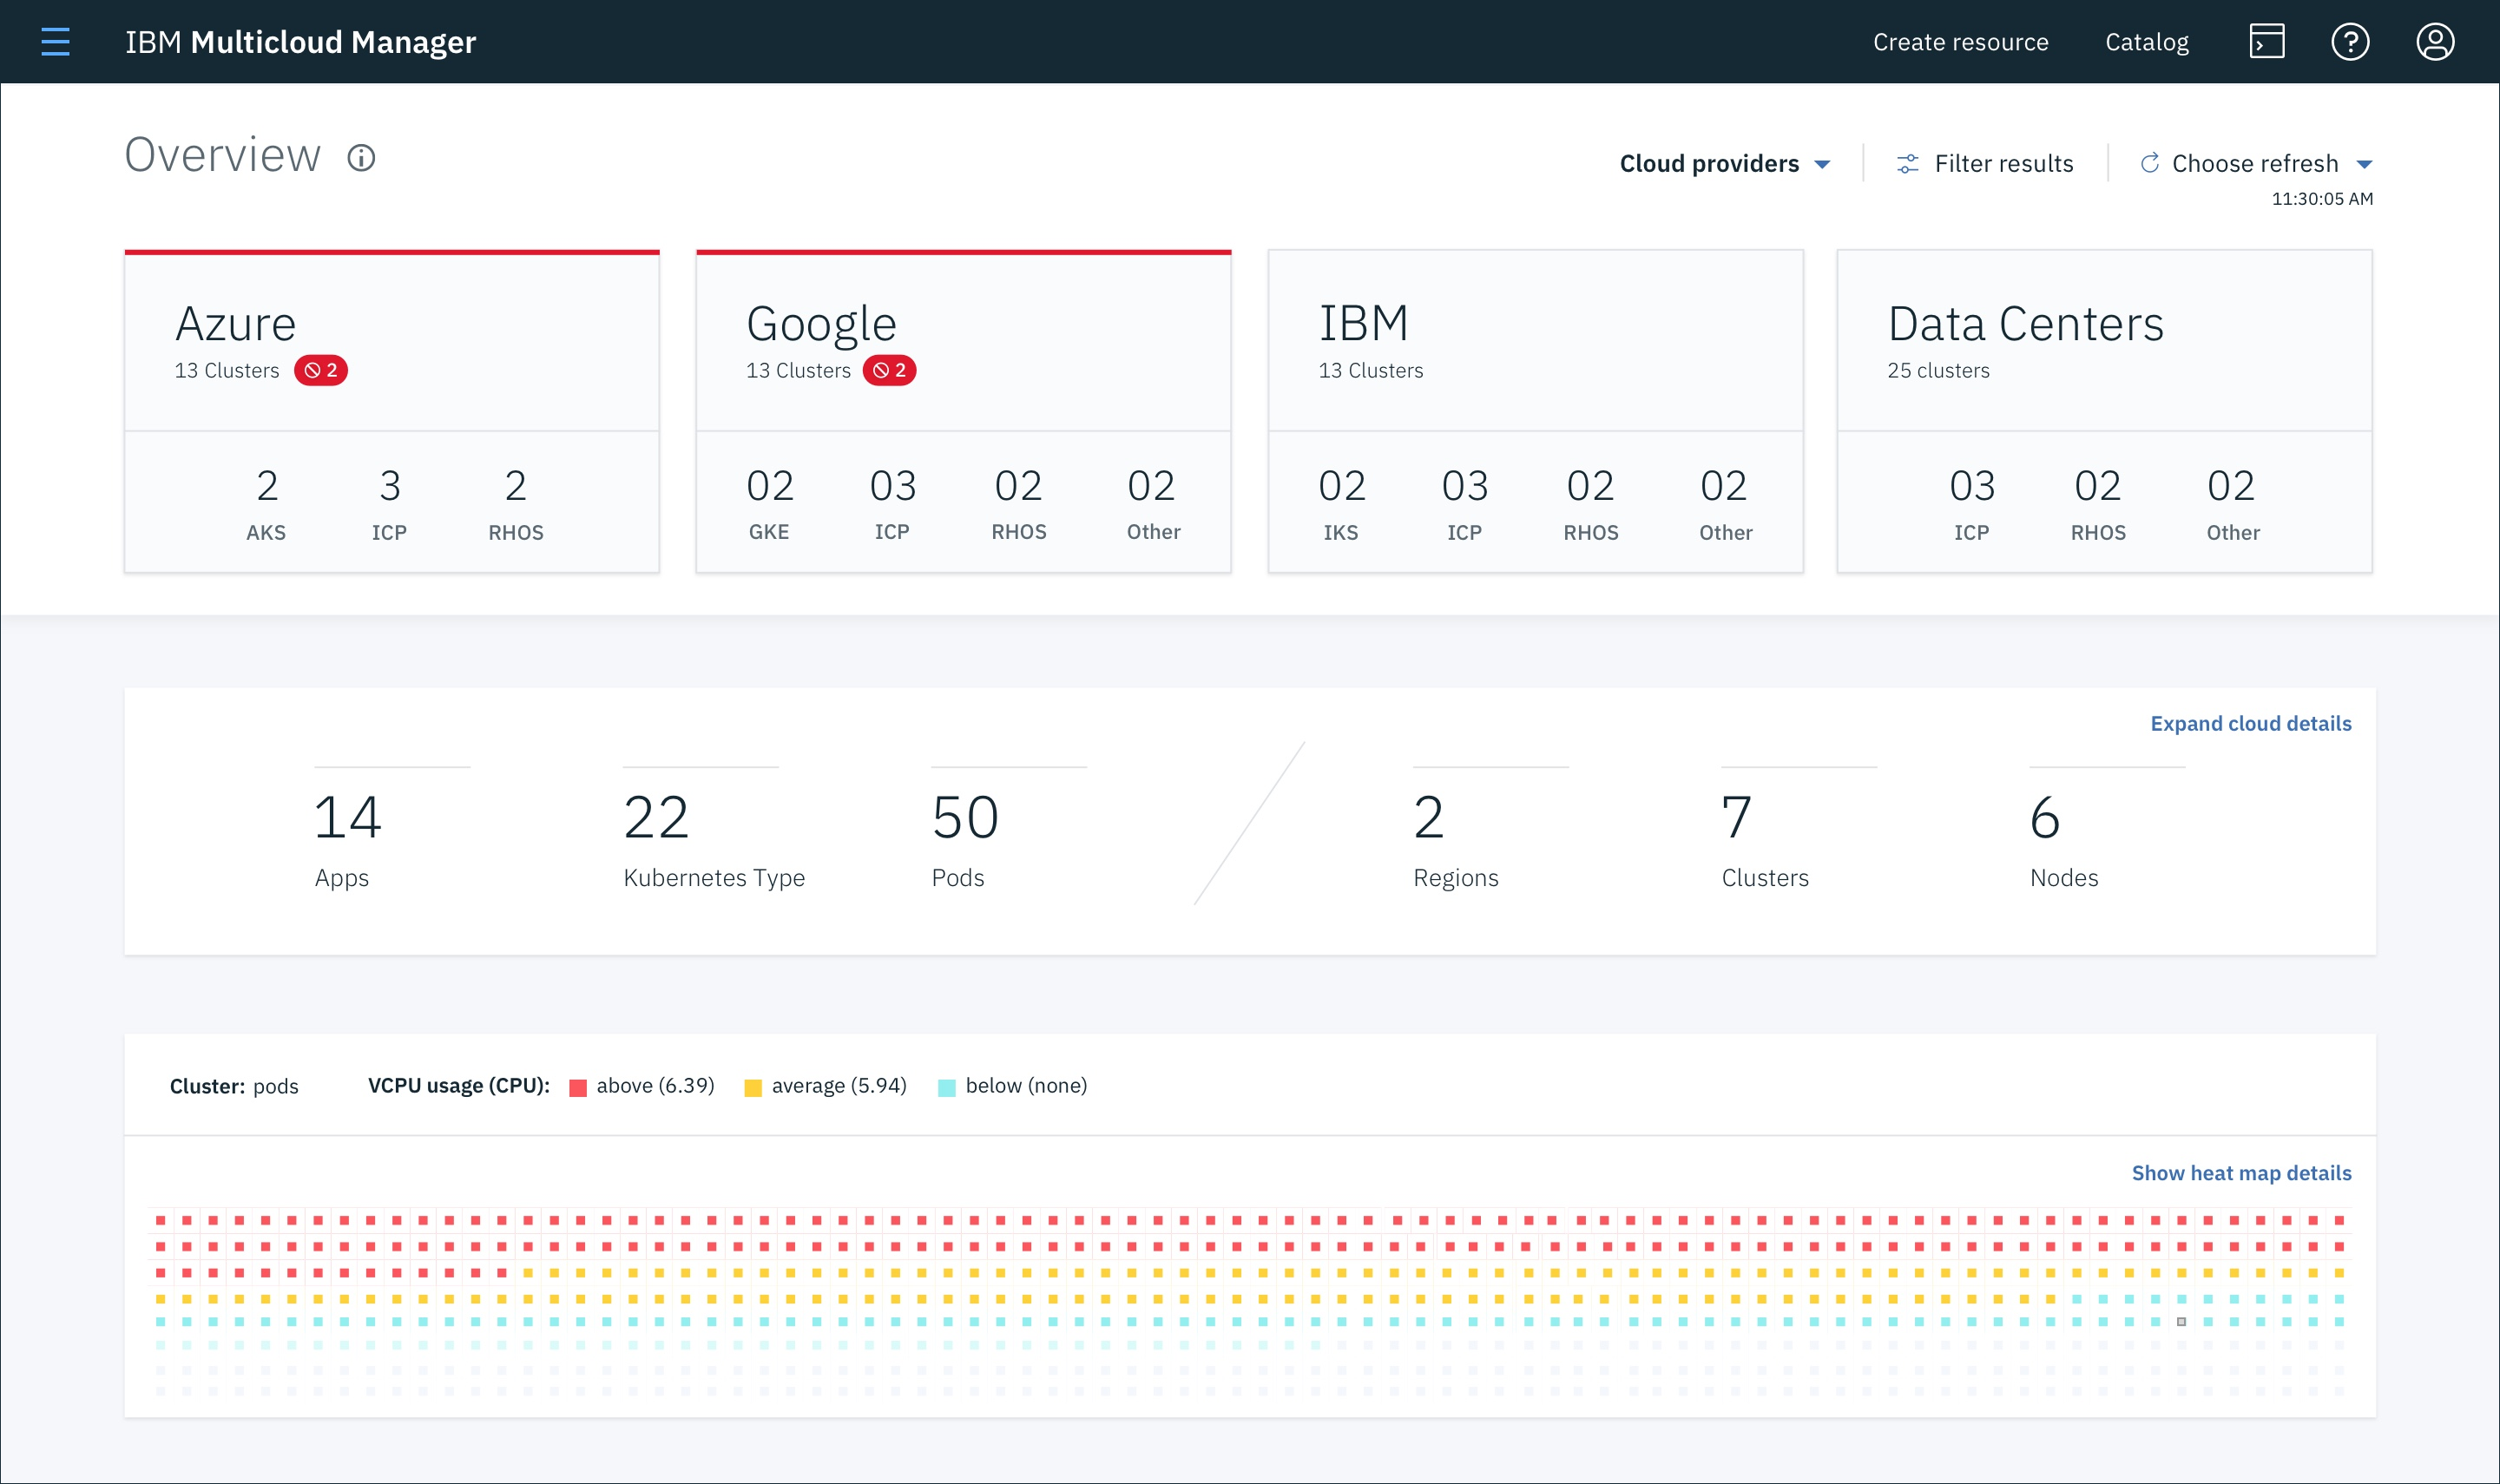 IBM Multicloud Manager
Create resource
Catalog
Overview
Cloud providers
Filter results
Choose refresh
11:30:05 AM
Azure
13 Clusters 2
2 3 2
AKS ICP RHOS
Google
13 Clusters 2
02 03 02 02
GKE ICP RHOS Other
IBM
13 Clusters
02 03 02 02
IKS ICP RHOS Other
Data Centers
25 clusters
03 02 02
ICP RHOS Other
Expand cloud details
14 22 50 2 7 6
Apps Kubernetes Type Pods Regions Clusters Nodes
Cluster: pods VCPU usage (CPU): above (6.39) average (5.94) below (none)
Show heat map details